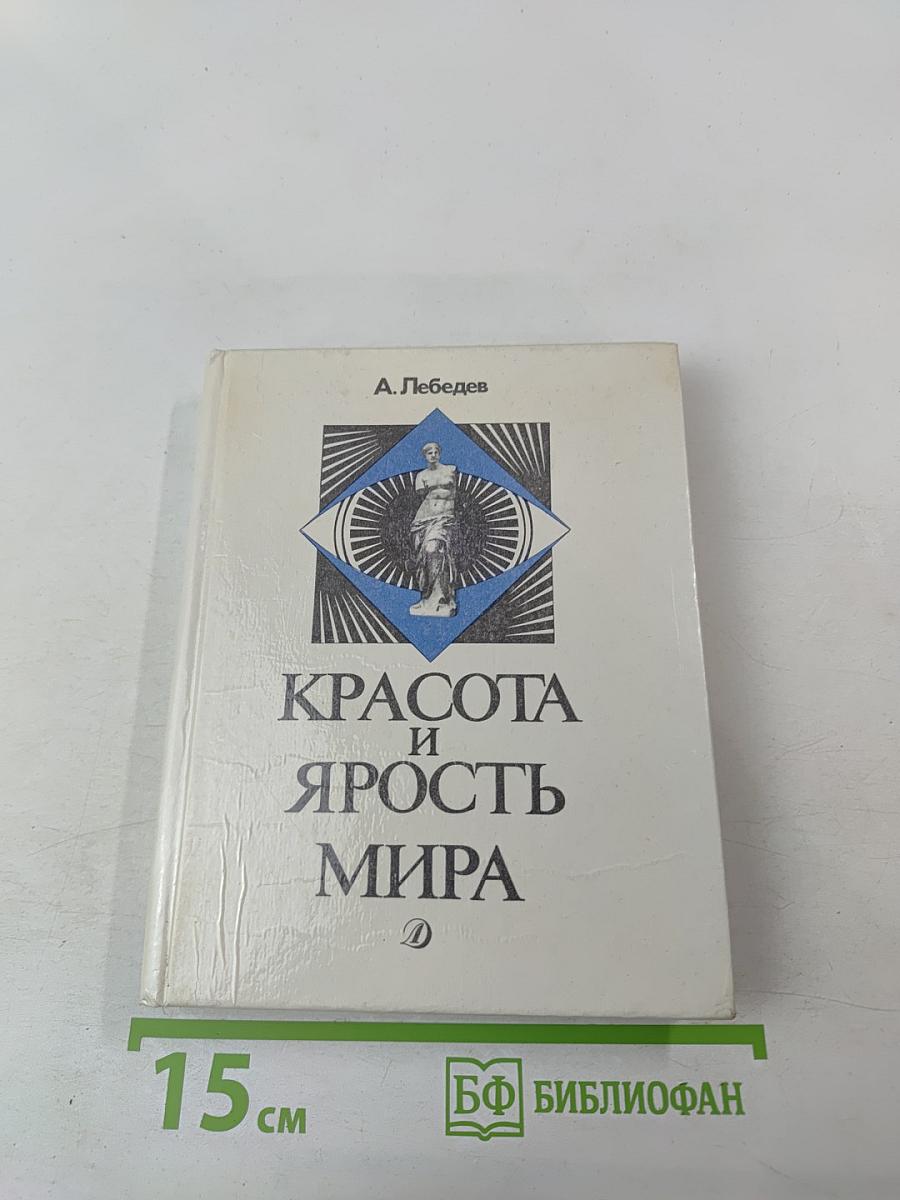 А. Лебедев
КРАСОТА
И
ЯРОСТЬ
МИРА
Д
15 см
БФ БИБЛИОФАН